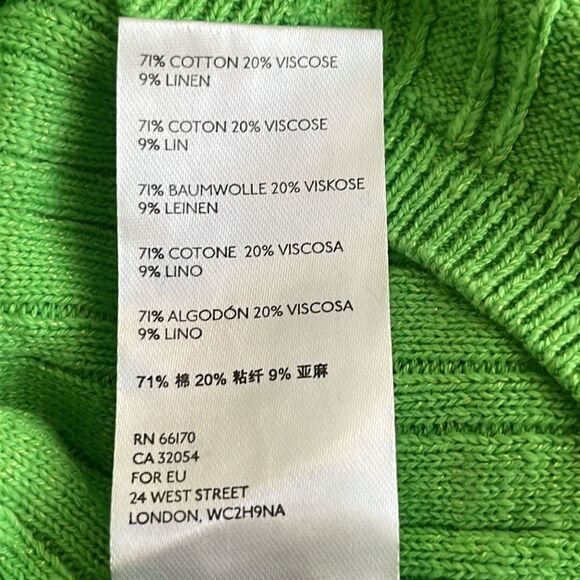 71% COTTON 20% VISCOSE
9% LINEN
71% COTON 20% VISCOSE
9% LIN
71% BAUMWOLLE 20% VISKOSE
9% LEINEN
71% COTONE 20% VISCOSA
9% LINO
71% ALGODÓN 20% VISCOSA
9% LINO
71% 棉 20% 粘纤 9% 亚麻
RN 66170
CA 32054
FOR EU
24 WEST STREET
LONDON, WC2H9NA